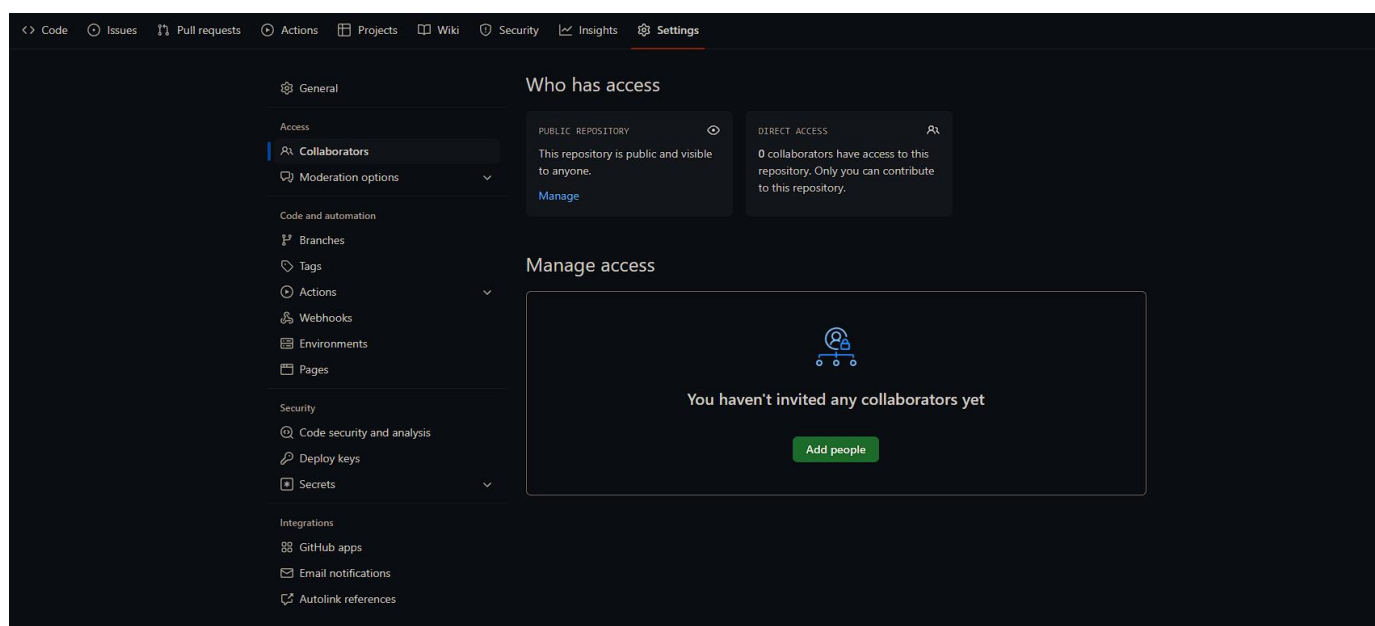 Code Issues Pull requests Actions Projects Wiki Security Insights Settings
General
Access
Collaborators
Moderation options
Code and automation
Branches
Tags
Actions
Webhooks
Environments
Pages
Security
Code security and analysis
Deploy keys
Secrets
Integrations
GitHub apps
Email notifications
Autolink references
Who has access
PUBLIC REPOSITORY
This repository is public and visible
to anyone.
Manage
DIRECT ACCESS
0 collaborators have access to this
repository. Only you can contribute
to this repository.
Manage access
You haven't invited any collaborators yet
Add people